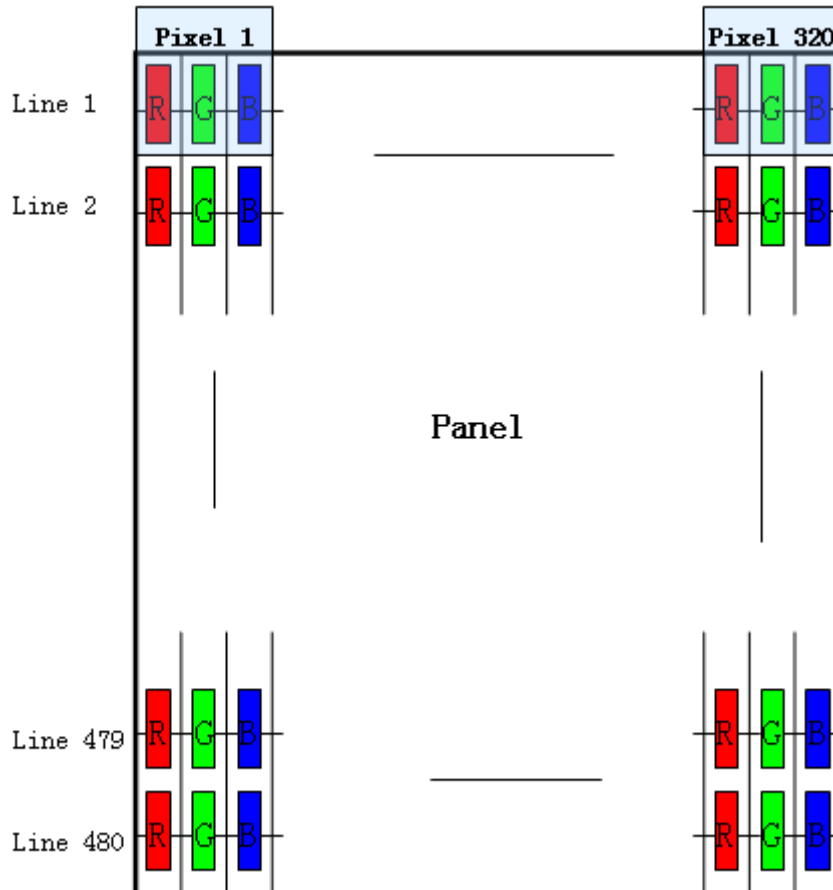 Pixel 1 Pixel 320
Line 1 R G B R G B
Line 2 R G B R G B
Panel
Line 479 R G B R G B
Line 480 R G B R G B